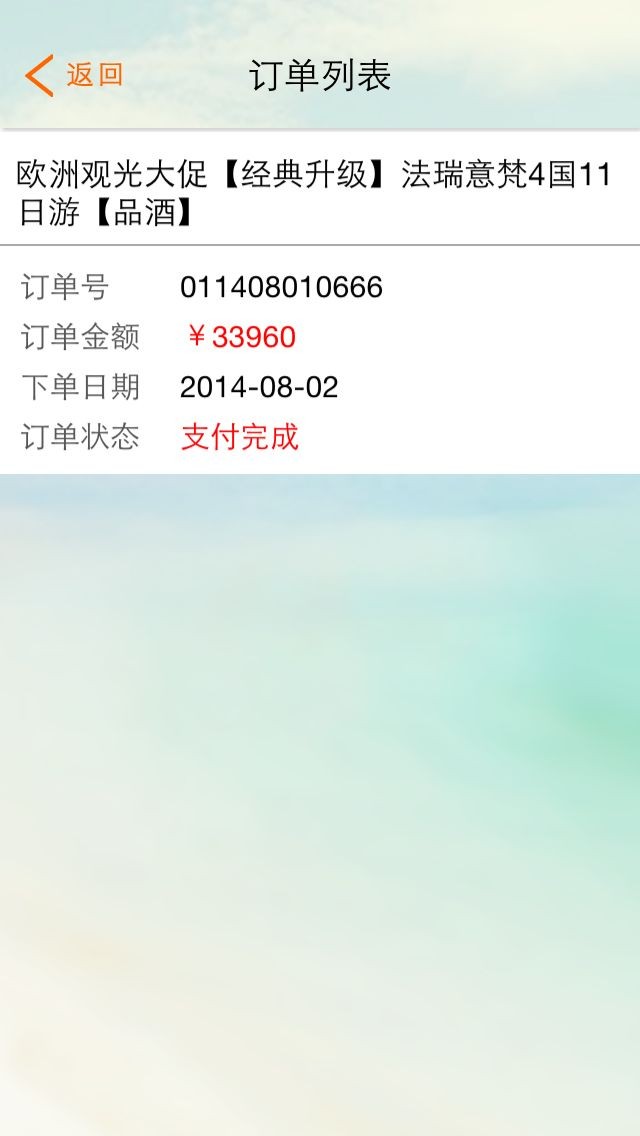 返回
订单列表
欧洲观光大促【经典升级】法瑞意梵4国11
日游【品酒】
订单号 011408010666
订单金额 ￥33960
下单日期 2014-08-02
订单状态 支付完成